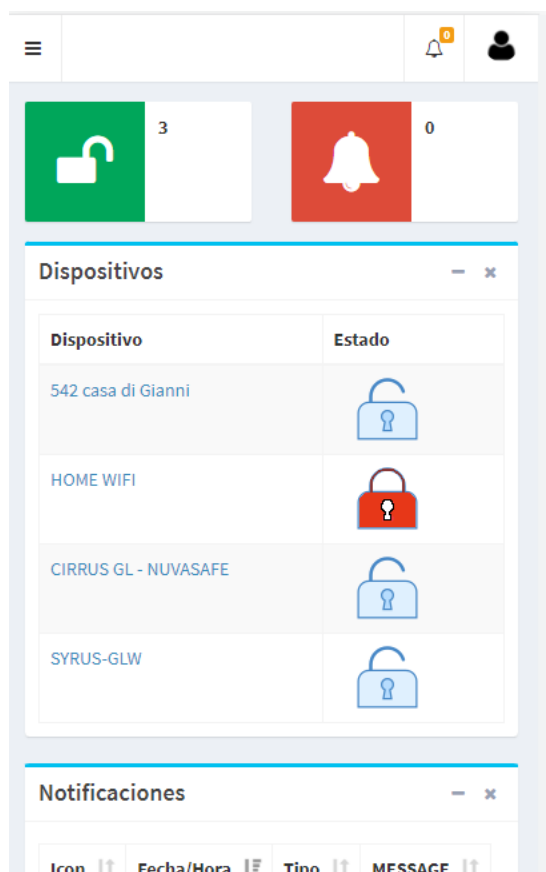 0
3
0
Dispositivos
Dispositivo Estado
542 casa di Gianni
HOME WIFI
CIRRUS GL - NUVASAFE
SYRUS-GLW
Notificaciones
Icon Fecha/Hora Tipo MESSAGE